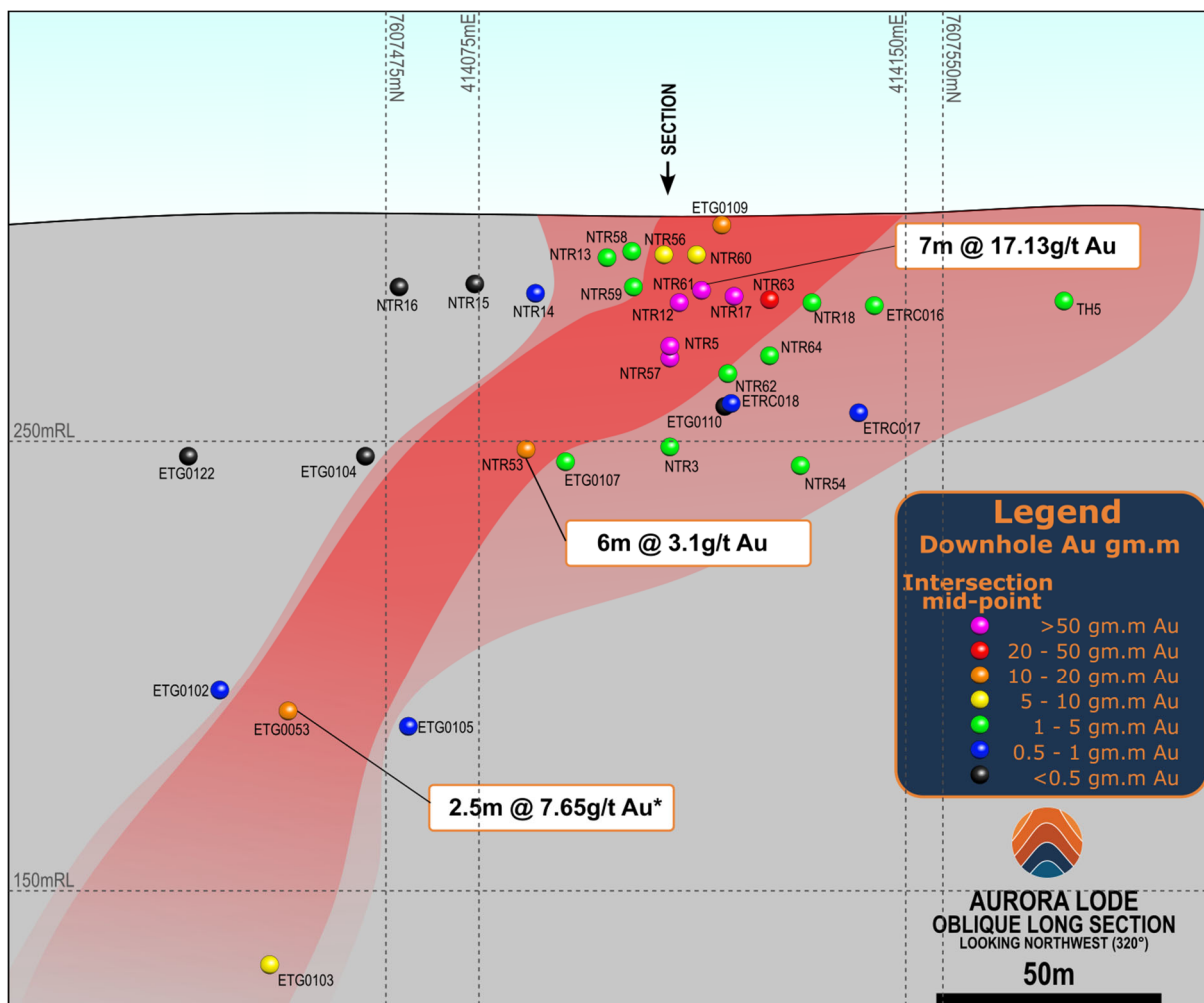 7607475mN
414075mE
414150mE
7607550mN
SECTION
ETG0109
NTR58
NTR56
NTR13
NTR60
7m @ 17.13g/t Au
NTR16
NTR15
NTR14
NTR59
NTR61
NTR63
NTR12
NTR17
NTR18
ETRC016
TH5
NTR5
NTR64
NTR57
NTR62
ETRC018
ETG0110
ETRC017
250mRL
ETG0122
ETG0104
NTR53
ETG0107
NTR3
NTR54
6m @ 3.1g/t Au
Legend
Downhole Au gm.m
Intersection
mid-point
>50 gm.m Au
20 - 50 gm.m Au
10 - 20 gm.m Au
5 - 10 gm.m Au
1 - 5 gm.m Au
0.5 - 1 gm.m Au
<0.5 gm.m Au
ETG0102
ETG0053
ETG0105
2.5m @ 7.65g/t Au*
150mRL
AURORA LODE
OBLIQUE LONG SECTION
LOOKING NORTHWEST (320°)
50m
ETG0103